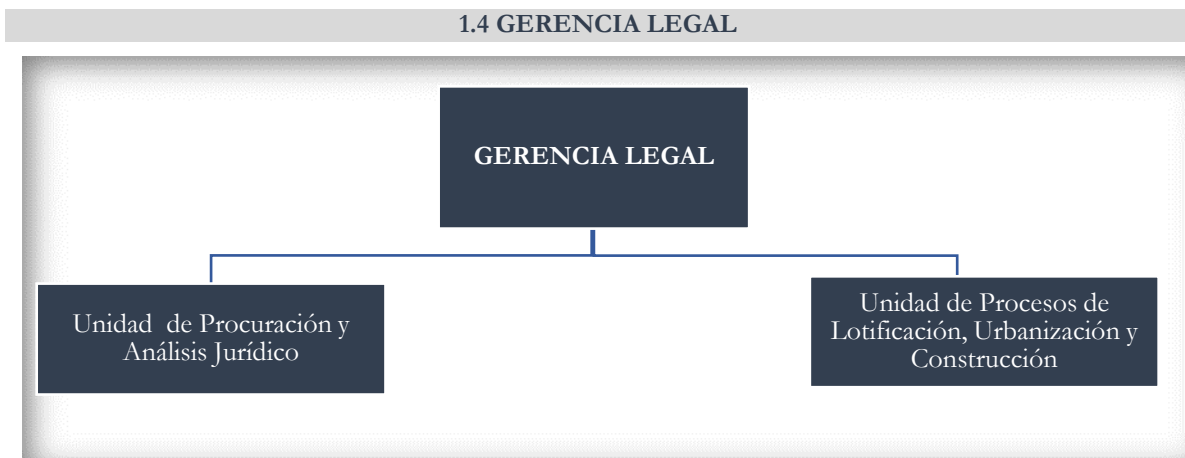 1.4 GERENCIA LEGAL
GERENCIA LEGAL
Unidad de Procuración y
Análisis Jurídico
Unidad de Procesos de
Lotificación, Urbanización y
Construcción